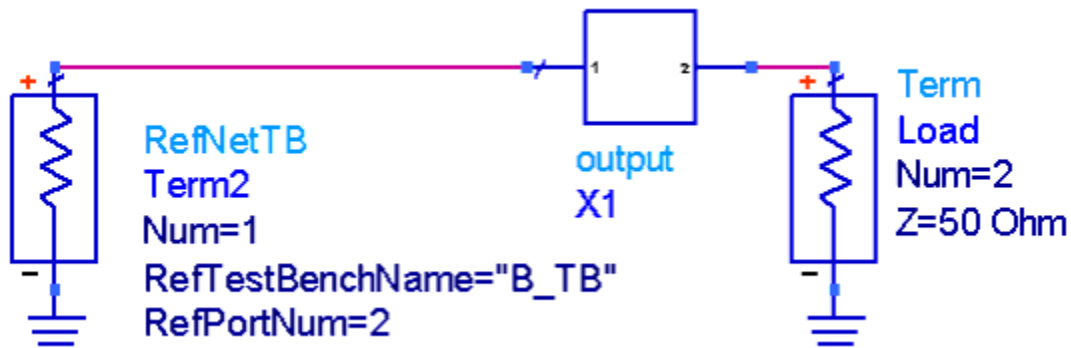 +
1
2
+
RefNetTB
Term2
Num=1
RefTestBenchName="B_TB"
RefPortNum=2
-
output
X1
Term
Load
Num=2
Z=50 Ohm
-